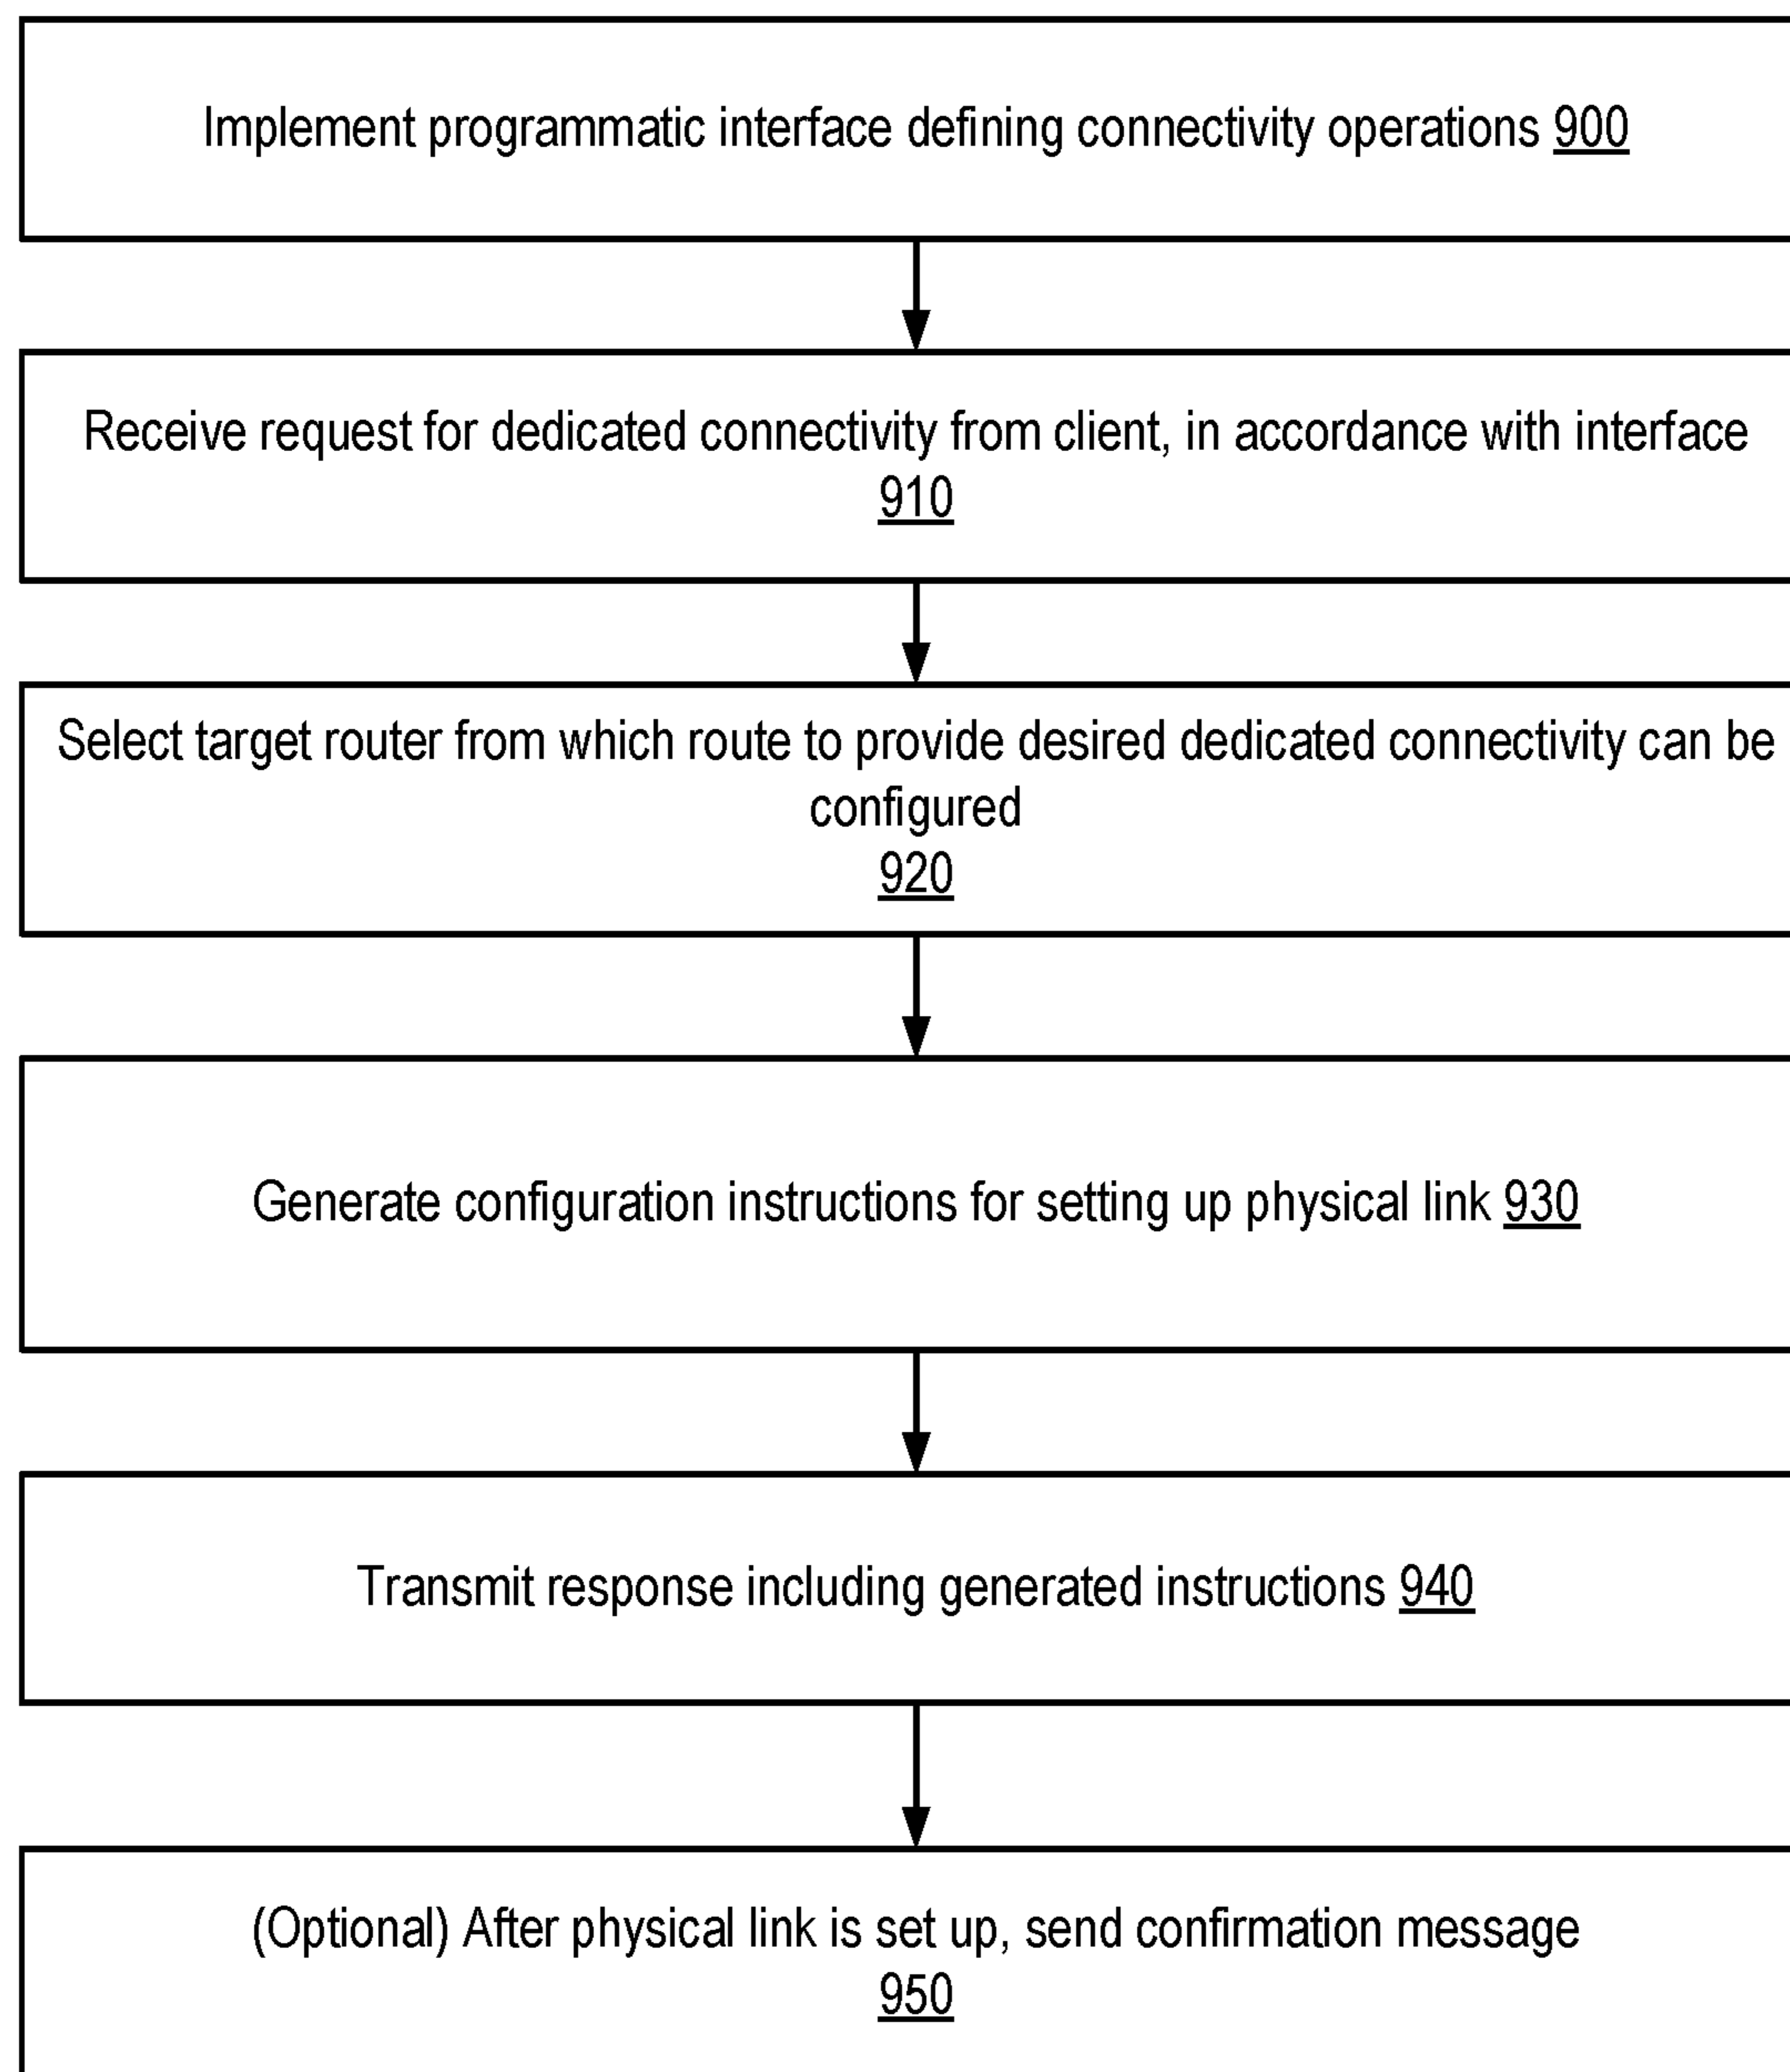 Implement programmatic interface defining connectivity operations 900
Receive request for dedicated connectivity from client, in accordance with interface
910
Select target router from which route to provide desired dedicated connectivity can be
configured
920
Generate configuration instructions for setting up physical link 930
Transmit response including generated instructions 940
(Optional) After physical link is set up, send confirmation message
950